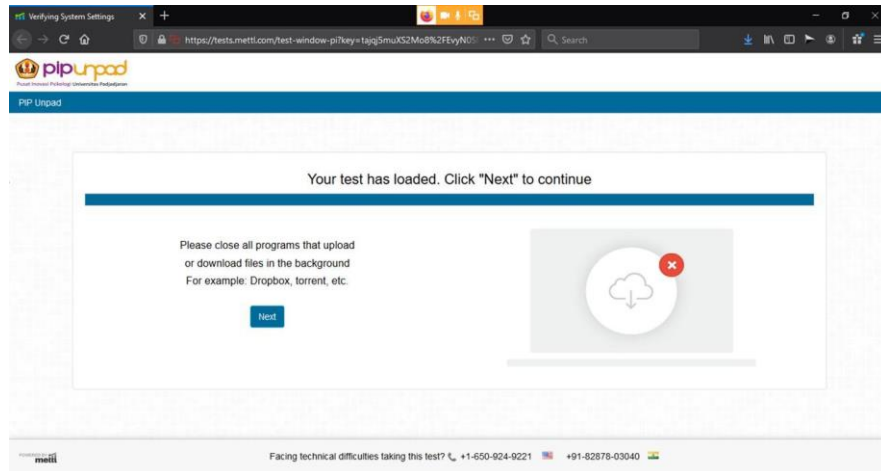 Verifying System Settings
https://tests.mettl.com/test-window-pi?key=tajqj5muXS2Mo8%2FEvyN0S
Search
pipunpad
Pusat Inovasi Psikologi Universitas Padjadjaran
PIP Unpad
Your test has loaded. Click "Next" to continue
Please close all programs that upload
or download files in the background
For example: Dropbox, torrent, etc.
Next
POWERED BY
mettl
Facing technical difficulties taking this test? +1-650-924-9221 +91-82878-03040